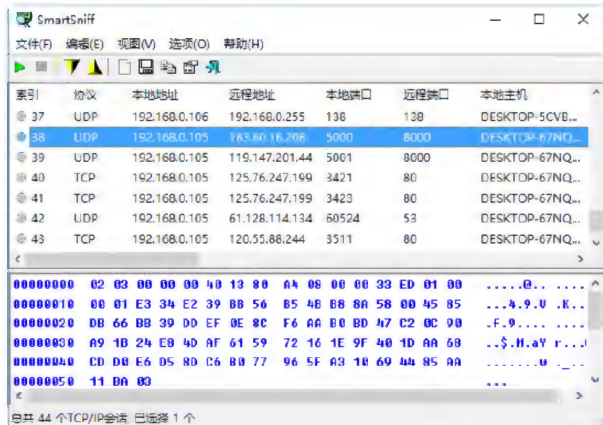 SmartSniff
文件(F) 编辑(E) 视图(V) 选项(O) 帮助(H)
索引 协议 本地地址 远程地址 本地端口 远程端口 本地主机
37 UDP 192.168.0.106 192.168.0.255 138 138 DESKTOP-5CVB...
38 UDP 192.168.0.105 183.60.16.208 5000 8000 DESKTOP-67NQ...
39 UDP 192.168.0.105 119.147.201.44 5001 8000 DESKTOP-67NQ...
40 TCP 192.168.0.105 125.76.247.199 3421 80 DESKTOP-67NQ...
41 TCP 192.168.0.105 125.76.247.199 3423 80 DESKTOP-67NQ...
42 UDP 192.168.0.105 61.128.114.134 60524 53 DESKTOP-67NQ...
43 TCP 192.168.0.105 120.55.88.244 3511 80 DESKTOP-67NQ...
00000000 02 03 00 00 00 40 13 80 A4 08 00 00 33 ED 01 00 .....@.. ....
00000010 00 01 E3 34 E2 39 BB 56 B5 4B B8 8A 58 00 45 85 ...4.9.V .K..
00000020 DB 66 BB 39 DD EF 0E 8C F6 AA B0 BD 47 C2 0C 90 .f.9.... ....
00000030 A9 1B 24 E8 4D AF 61 59 72 16 1E 9F 40 1D AA 68 ..$.M.aY r...
00000040 CD D0 E6 D5 8D C6 B0 77 96 5F A3 10 69 44 85 AA .......w ._..
00000050 11 BA 03 ...
总共 44 个TCP/IP会话, 已选择 1 个